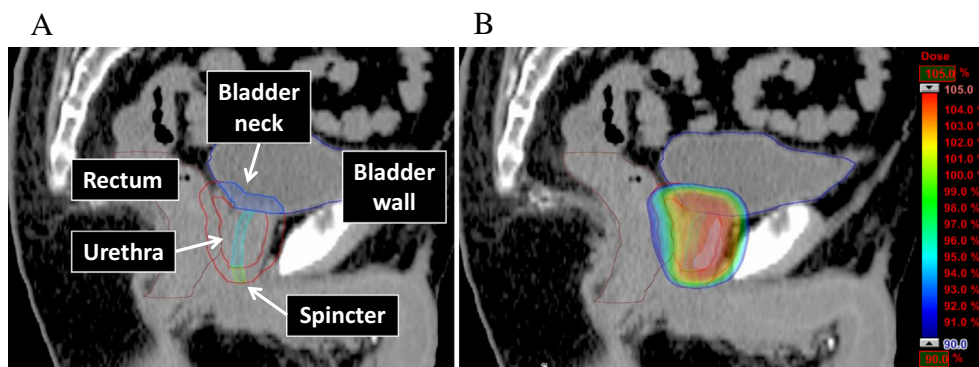 A
B
Bladder
neck
Rectum
Bladder
wall
Urethra
Spincter
Dose
105.0 %
105.0
104.0 %
103.0 %
102.0 %
101.0 %
100.0 %
99.0 %
98.0 %
97.0 %
96.0 %
95.0 %
94.0 %
93.0 %
92.0 %
91.0 %
90.0
90.0 %